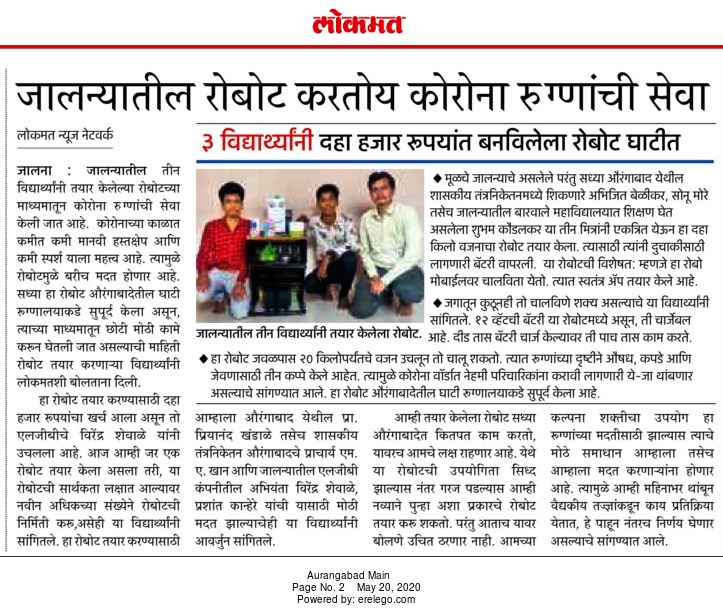 लोकमत
जालन्यातील रोबोट करतोय कोरोना रुग्णांची सेवा
लोकमत न्यूज नेटवर्क
जालना : जालन्यातील तीन
विद्यार्थ्यांनी तयार केलेल्या रोबोटच्या
माध्यमातून कोरोना रुग्णांची सेवा
केली जात आहे. कोरोनाच्या काळात
कमीत कमी मानवी हस्तक्षेप आणि
कमी स्पर्श याला महत्त्व आहे. त्यामुळे
रोबोटमुळे बरीच मदत होणार आहे.
सध्या हा रोबोट औरंगाबादेतील घाटी
रुग्णालयाकडे सुपूर्द केला असून,
त्याच्या माध्यमातून छोटी मोठी कामे
करून घेतली जात असल्याची माहिती
रोबोट तयार करणाऱ्या विद्यार्थ्यांनी
लोकमतशी बोलताना दिली.
हा रोबोट तयार करण्यासाठी दहा
हजार रूपयांचा खर्च आला असून तो
एलजीबीचे विरेंद्र शेवाळे यांनी
उचलला आहे. आज आम्ही जर एक
रोबोट तयार केला असला तरी, या
रोबोटची सार्थकता लक्षात आल्यावर
नवीन अधिकच्या संख्येने रोबोटची
निर्मिती करू,असेही या विद्यार्थ्यांनी
सांगितले. हा रोबोट तयार करण्यासाठी
३ विद्यार्थ्यांनी दहा हजार रूपयांत बनविलेला रोबोट घाटीत
जालन्यातील तीन विद्यार्थ्यांनी तयार केलेला रोबोट.
◆ मूळचे जालन्याचे असलेले परंतु सध्या औरंगाबाद येथील
शासकीय तंत्रनिकेतनमध्ये शिकणारे अभिजित बेळीकर, सोनू मोरे
तसेच जालन्यातील बारवाले महाविद्यालयात शिक्षण घेत
असलेला शुभम कौडलकर या तीन मित्रांनी एकत्रित येऊन हा दहा
किलो वजनाचा रोबोट तयार केला. त्यासाठी त्यांनी दुचाकीसाठी
लागणारी बॅटरी वापरली. या रोबोटची विशेषत: म्हणजे हा रोबो
मोबाईलवर चालविता येतो. त्यात स्वतंत्र ॲप तयार केले आहे.
◆ जगातून कुठूनही तो चालविणे शक्य असल्याचे या विद्यार्थ्यांनी
सांगितले. १२ व्हॅटची बॅटरी या रोबोटमध्ये असून, ती चार्जेबल
आहे. दीड तास बॅटरी चार्ज केल्यावर ती पाच तास काम करते.
◆ हा रोबोट जवळपास २० किलोपर्यंतचे वजन उचलून तो चालू शकतो. त्यात रुग्णांच्या दृष्टीने औषध, कपडे आणि
जेवणासाठी तीन कप्पे केले आहेत. त्यामुळे कोरोना वॉर्डात नेहमी परिचारिकांना करावी लागणारी ये-जा थांबणार
असल्याचे सांगण्यात आले. हा रोबोट औरंगाबादेतील घाटी रुग्णालयाकडे सुपूर्द केला आहे.
आम्हाला औरंगाबाद येथील प्रा.
प्रियानंद खंडाळे तसेच शासकीय
तंत्रनिकेतन औरंगाबादचे प्राचार्य एम.
ए. खान आणि जालन्यातील एलजीबी
कंपनीतील अभियंता विरेंद्र शेवाळे,
प्रशांत कान्हेरे यांची यासाठी मोठी
मदत झाल्याचेही या विद्यार्थ्यांनी
आवर्जुन सांगितले.
आम्ही तयार केलेला रोबोट सध्या
औरंगाबादेत कितपत काम करतो,
यावरच आमचे लक्ष राहणार आहे. येथे
या रोबोटची उपयोगिता सिध्द
झाल्यास नंतर गरज पडल्यास आम्ही
नव्याने पुन्हा अशा प्रकारचे रोबोट
तयार करू शकतो. परंतु आताच यावर
बोलणे उचित ठरणार नाही. आमच्या
कल्पना शक्तीचा उपयोग हा
रूग्णांच्या मदतीसाठी झाल्यास त्याचे
मोठे समाधान आम्हाला तसेच
आम्हाला मदत करणाऱ्यांना होणार
आहे. त्यामुळे आम्ही महिनाभर थांबून
वैद्यकीय तज्ज्ञांकडून काय प्रतिक्रिया
येतात, हे पाहून नंतरच निर्णय घेणार
असल्याचे सांगण्यात आले.
Aurangabad Main
Page No. 2 May 20, 2020
Powered by: erelego.com